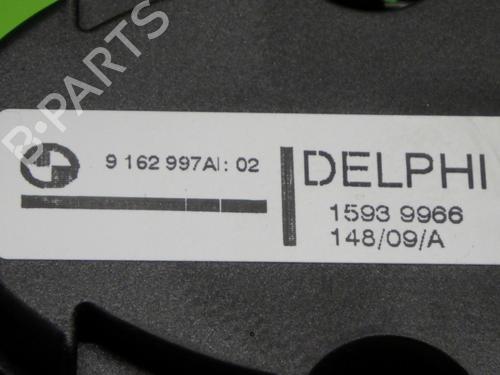 B-PARTS
9 162 997AI: 02
DELPHI
1593 9966
148/09/A